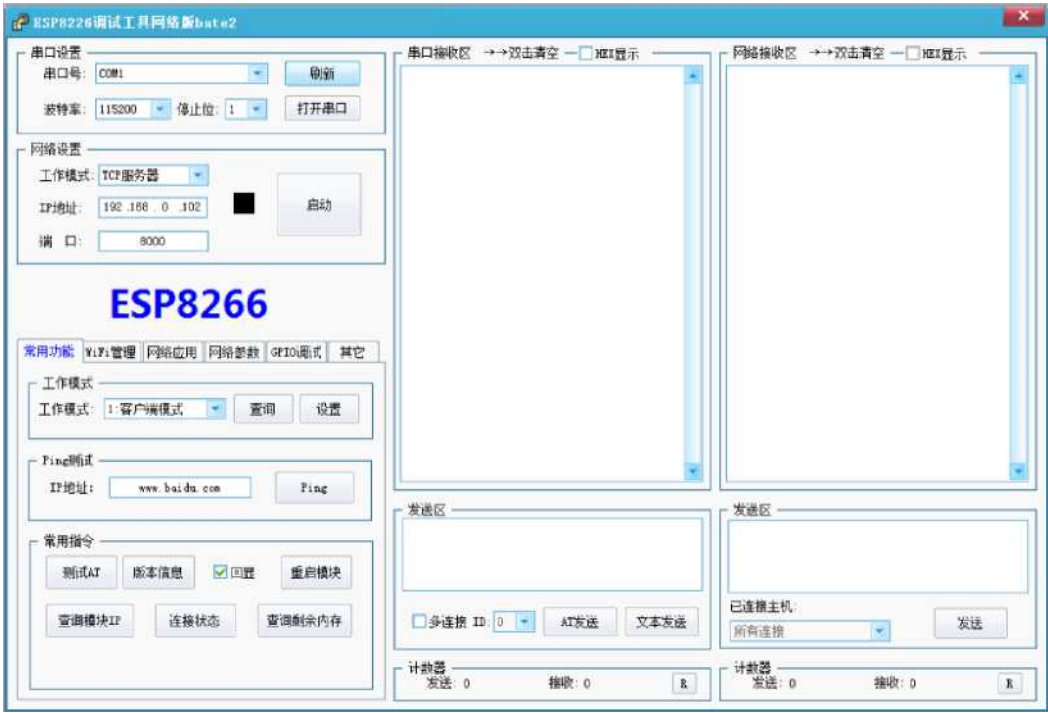 ESP8226调试工具网络版bate2
串口设置
串口号: COM1 刷新
波特率: 115200 停止位: 1 打开串口
网络设置
工作模式: TCP服务器
IP地址: 192 .168 . 0 .102 启动
端 口: 8000
ESP8266
常用功能 WiFi管理 网络应用 网络参数 GPIO调试 其它
工作模式
工作模式: 1:客户端模式 查询 设置
Ping测试
IP地址: www.baidu.com Ping
常用指令
测试AT 版本信息 回显 重启模块
查询模块IP 连接状态 查询剩余内存
串口接收区 →→双击清空 HEX显示
发送区
多连接 ID: 0 AT发送 文本发送
计数器
发送: 0 接收: 0 R
网络接收区 →→双击清空 HEX显示
发送区
已连接主机:
所有连接 发送
计数器
发送: 0 接收: 0 R